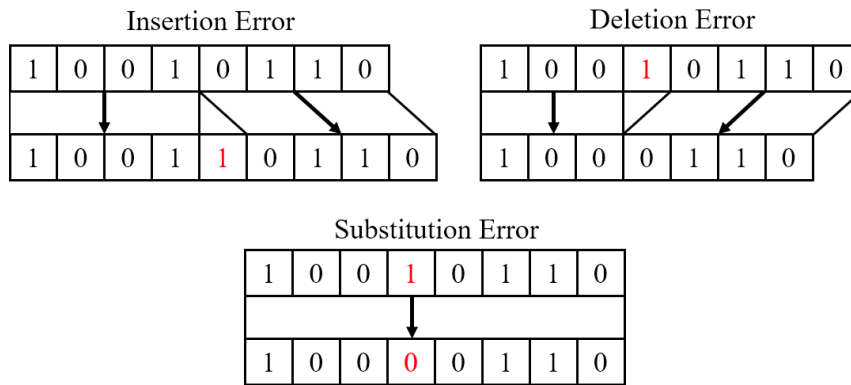 Insertion Error
1 0 0 1 0 1 1 0
1 0 0 1 1 0 1 1 0
Deletion Error
1 0 0 1 0 1 1 0
1 0 0 0 1 1 0
Substitution Error
1 0 0 1 0 1 1 0
1 0 0 0 0 1 1 0